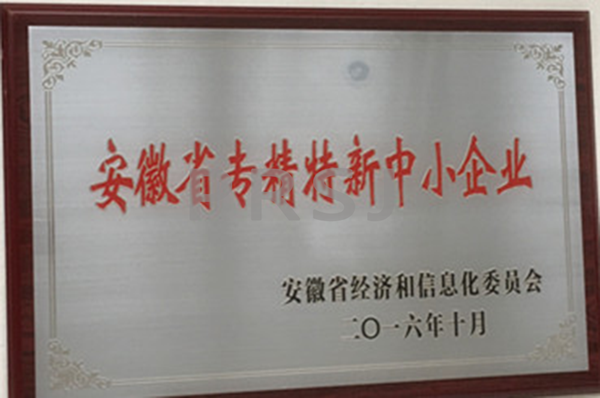 安徽省专精特新中小企业
安徽省经济和信息化委员会
二〇一六年十月